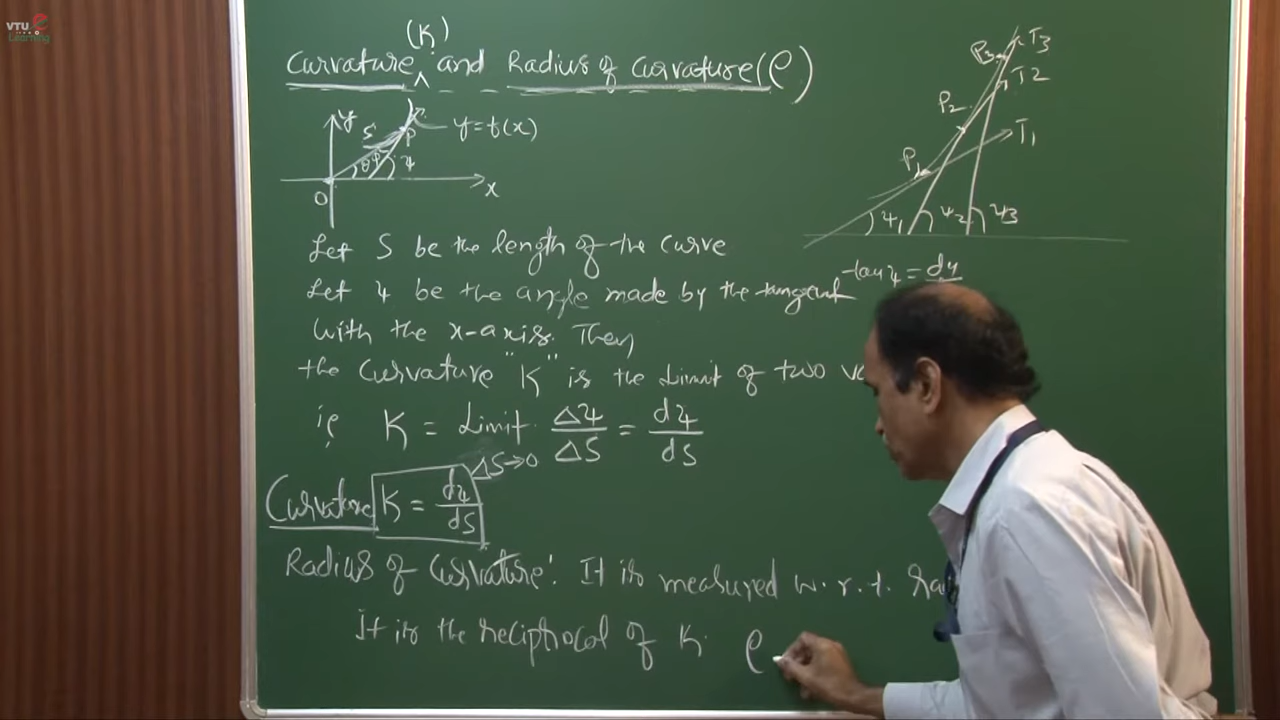 VTU e
Learning
(K)
Curvature ^ and Radius of curvature (ρ)
y
S
P
y=f(x)
θ φ ψ
O
x
P3 T3
T2
P2
T1
P1
ψ1 ψ2 ψ3
Let S be the length of the curve
tan ψ = dy
Let ψ be the angle made by the tangent
with the x-axis. Then
the curvature "K" is the Limit of two
ie K = Limit Δψ/ΔS = dψ/dS
ΔS→0
Curvature K = dψ/dS
Radius of Curvature: It is measured w.r.t.
It is the reciprocal of K. ρ